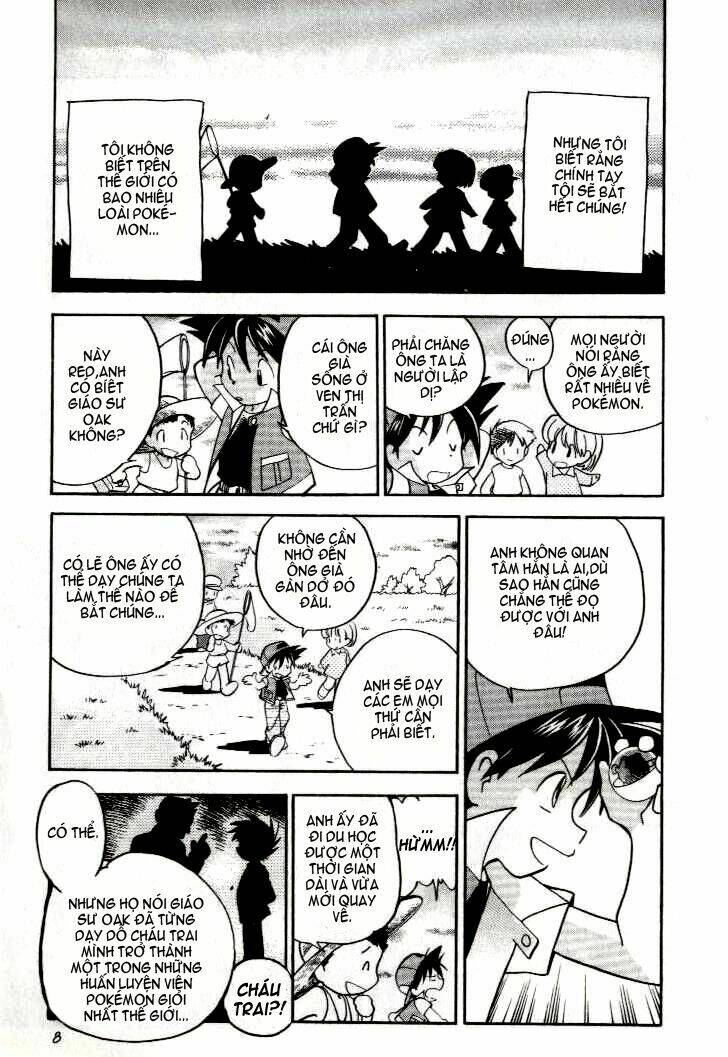 TÔI KHÔNG
BIẾT TRÊN
THẾ GIỚI CÓ
BAO NHIÊU
LOÀI POKÉ-
MON...
NHƯNG TÔI
BIẾT RẰNG
CHÍNH TAY
TÔI SẼ BẮT
HẾT CHÚNG!
NÀY
RED,ANH
CÓ BIẾT
GIÁO SƯ
OAK
KHÔNG?
CÁI ÔNG
GIÀ
SỐNG Ở
VEN THỊ
TRẤN
CHỨ GÌ?
PHẢI CHĂNG
ÔNG TA LÀ
NGƯỜI LẬP
DỊ?
ĐÚNG
...
MỌI NGƯỜI
NÓI RẰNG
ÔNG ẤY BIẾT
RẤT NHIỀU VỀ
POKÉMON.
CÓ LẼ ÔNG ẤY CÓ
THỂ DẠY CHÚNG TA
LÀM THẾ NÀO ĐỂ
BẮT CHÚNG...
KHÔNG CẦN
NHỜ ĐẾN
ÔNG GIÀ
GÀN DỞ ĐÓ
ĐÂU.
ANH SẼ DẠY
CÁC EM MỌI
THỨ CẦN
PHẢI BIẾT.
ANH KHÔNG QUAN
TÂM HẮN LÀ AI,DÙ
SAO HẮN CŨNG
CHẲNG THỂ ĐỌ
ĐƯỢC VỚI ANH
ĐÂU!
CÓ THỂ.
NHƯNG HỌ NÓI GIÁO
SƯ OAK ĐÃ TỪNG
DẠY DỖ CHÁU TRAI
MÌNH TRỞ THÀNH
MỘT TRONG NHỮNG
HUẤN LUYỆN VIÊN
POKÉMON GIỎI
NHẤT THẾ GIỚI...
CHÁU
TRAI?!
ANH ẤY ĐÃ
ĐI DU HỌC
ĐƯỢC MỘT
THỜI GIAN
DÀI VÀ VỪA
MỚI QUAY
VỀ.
...
HỪMM!!
8